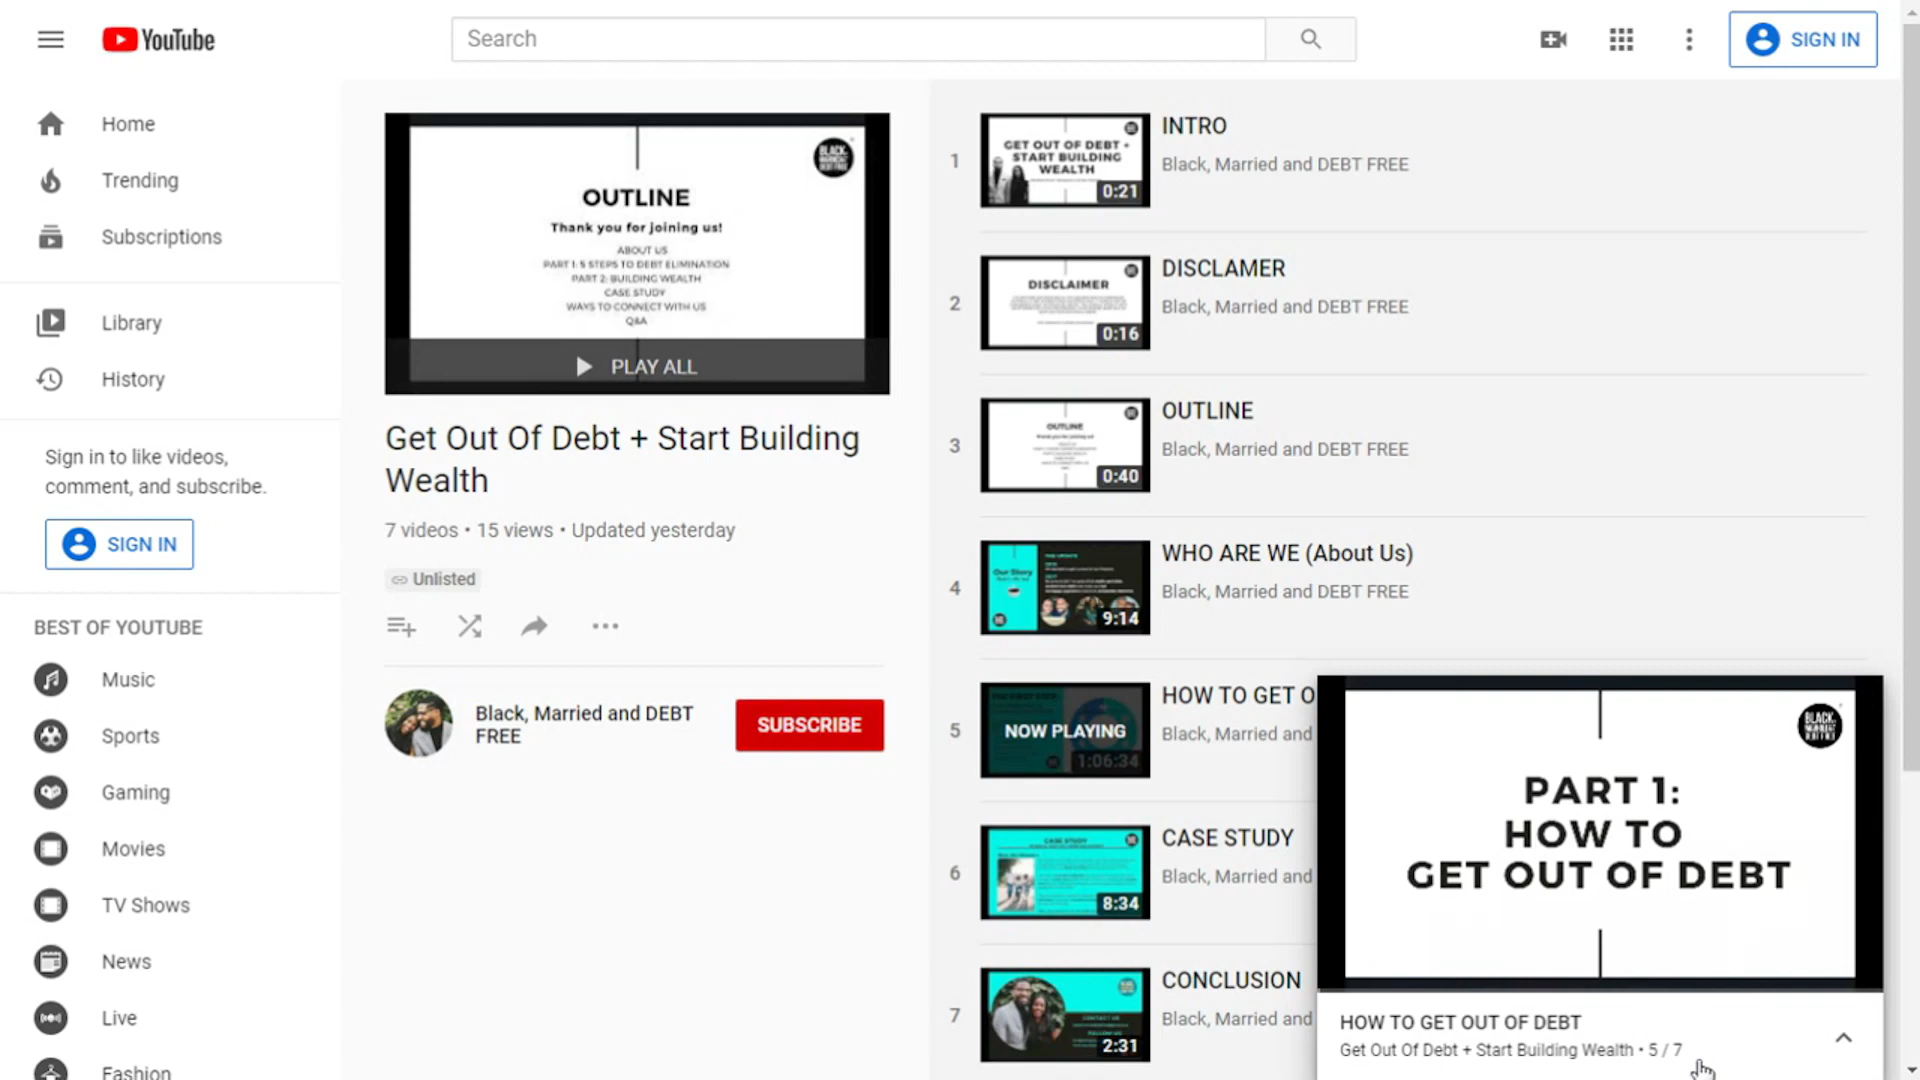 YouTube
Search
SIGN IN
Home
Trending
Subscriptions
Library
History
Sign in to like videos,
comment, and subscribe.
SIGN IN
BEST OF YOUTUBE
Music
Sports
Gaming
Movies
TV Shows
News
Live
Fashion
OUTLINE
Thank you for joining us!
ABOUT US
PART 1: 5 STEPS TO DEBT ELIMINATION
PART 2: BUILDING WEALTH
CASE STUDY
WAYS TO CONNECT WITH US
Q&A
PLAY ALL
Get Out Of Debt + Start Building
Wealth
7 videos • 15 views • Updated yesterday
Unlisted
Black, Married and DEBT
FREE
SUBSCRIBE
1
GET OUT OF DEBT +
START BUILDING
WEALTH
0:21
INTRO
Black, Married and DEBT FREE
2
DISCLAIMER
0:16
DISCLAMER
Black, Married and DEBT FREE
3
OUTLINE
0:40
OUTLINE
Black, Married and DEBT FREE
4
Our Story
9:14
WHO ARE WE (About Us)
Black, Married and DEBT FREE
5
NOW PLAYING
1:06:34
HOW TO GET O
Black, Married and
6
CASE STUDY
8:34
CASE STUDY
Black, Married and
7
2:31
CONCLUSION
Black, Married and
PART 1:
HOW TO
GET OUT OF DEBT
HOW TO GET OUT OF DEBT
Get Out Of Debt + Start Building Wealth • 5 / 7